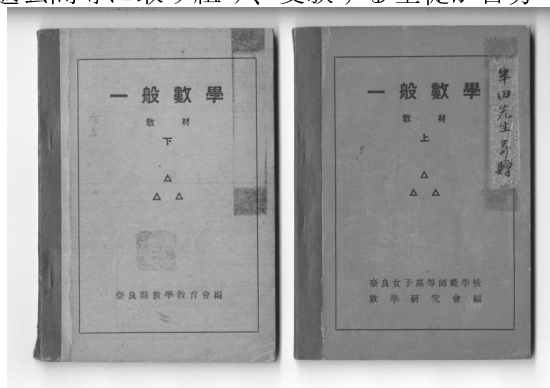 一般數學
教材
下
奈良縣數學教育會編
一般數學
教材
上
奈良女子高等師範學校
數學研究會編
半田先生寄贈